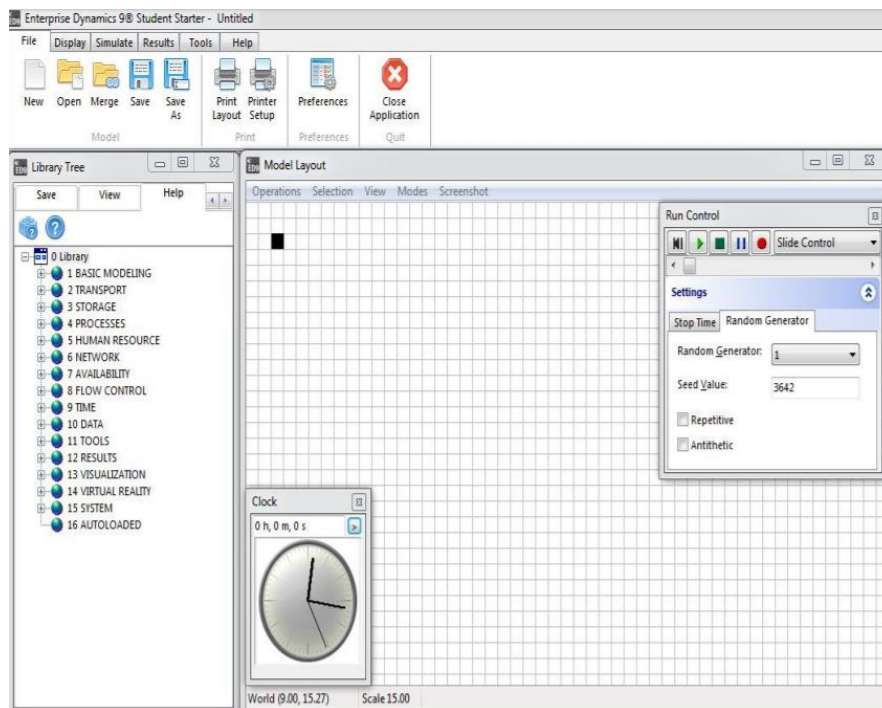 Enterprise Dynamics 9® Student Starter - Untitled
File Display Simulate Results Tools Help
New Open Merge Save Save As Print Layout Printer Setup Preferences Close Application
Model Print Preferences Quit
Library Tree
Save View Help
0 Library
1 BASIC MODELING
2 TRANSPORT
3 STORAGE
4 PROCESSES
5 HUMAN RESOURCE
6 NETWORK
7 AVAILABILITY
8 FLOW CONTROL
9 TIME
10 DATA
11 TOOLS
12 RESULTS
13 VISUALIZATION
14 VIRTUAL REALITY
15 SYSTEM
16 AUTOLOADED
Model Layout
Operations Selection View Modes Screenshot
Run Control
Slide Control
Settings
Stop Time Random Generator
Random Generator: 1
Seed Value: 3642
Repetitive
Antithetic
Clock
0 h, 0 m, 0 s
World (9.00, 15.27) Scale 15.00